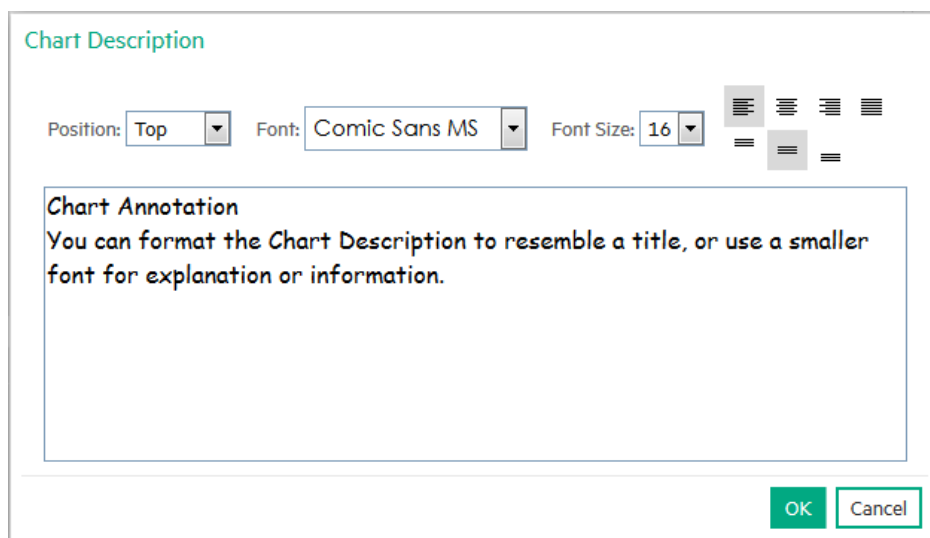 Chart Description
Position: Top Font: Comic Sans MS Font Size: 16
Chart Annotation
You can format the Chart Description to resemble a title, or use a smaller
font for explanation or information.
OK Cancel